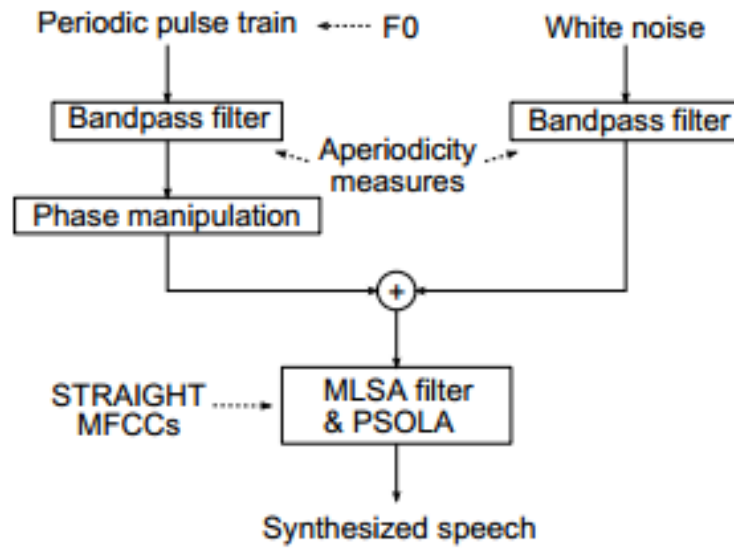 Periodic pulse train
F0
White noise
Bandpass filter
Bandpass filter
Aperiodicity
measures
Phase manipulation
+
STRAIGHT
MFCCs
MLSA filter
& PSOLA
Synthesized speech